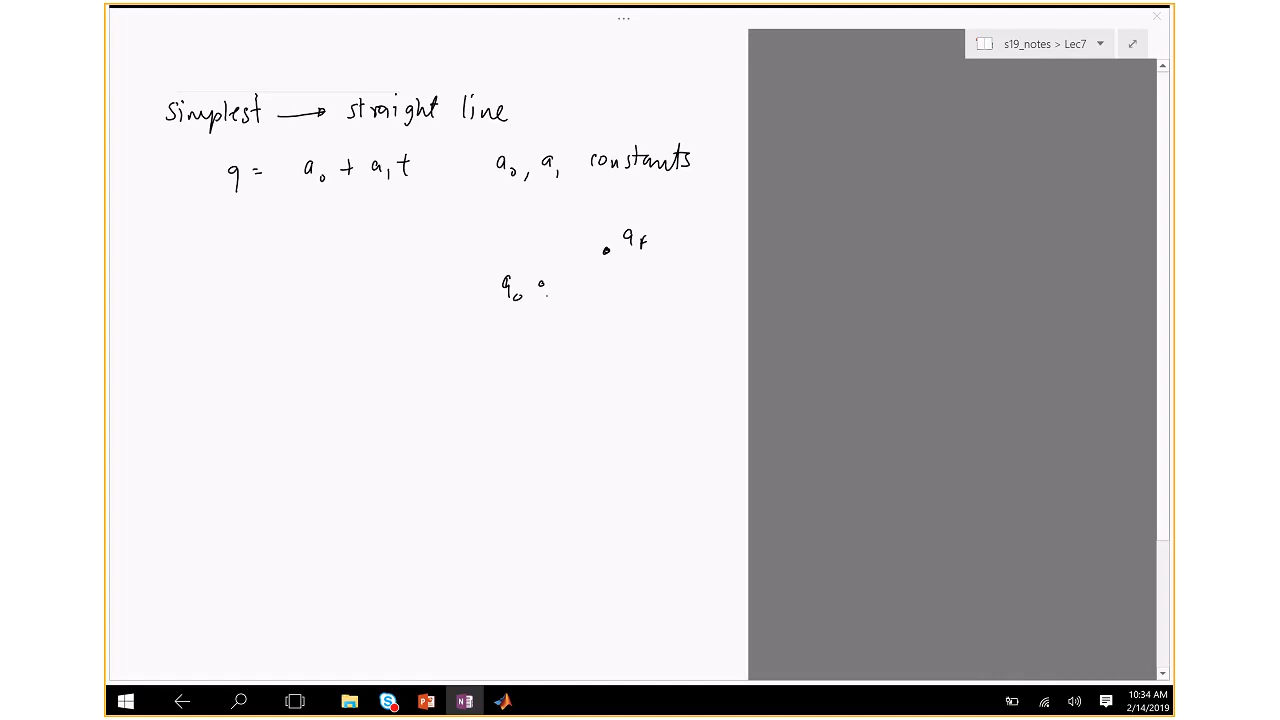 s19_notes > Lec7
simplest → straight line
q = a₀ + a₁t a₀, a₁ constants
q_f
q₀
10:34 AM
2/14/2019